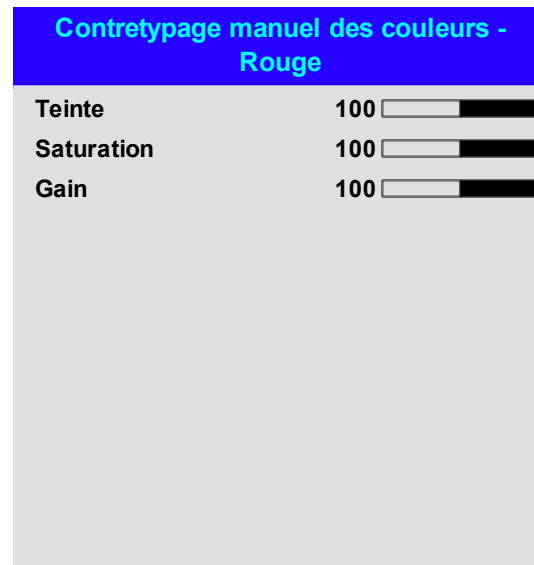 Contretypage manuel des couleurs -
Rouge
Teinte 100
Saturation 100
Gain 100